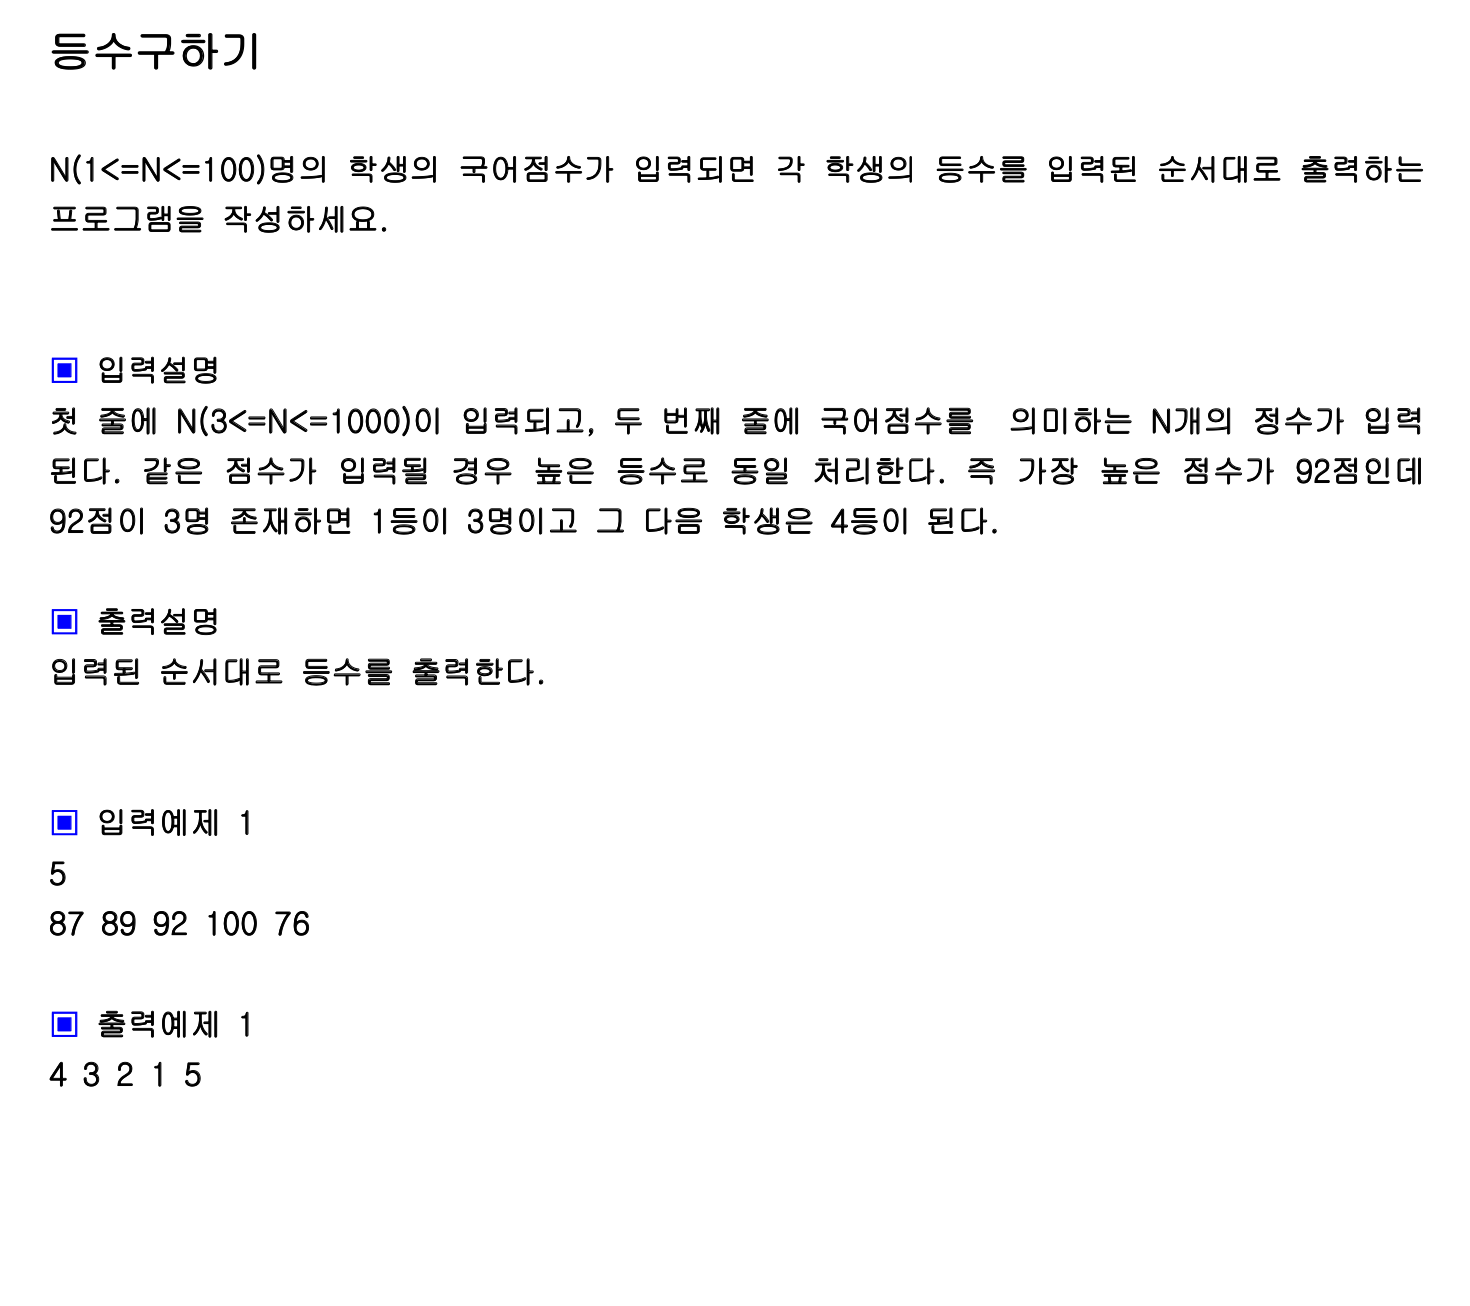 등수구하기
N(1<=N<=100)명의 학생의 국어점수가 입력되면 각 학생의 등수를 입력된 순서대로 출력하는
프로그램을 작성하세요.
▣ 입력설명
첫 줄에 N(3<=N<=1000)이 입력되고, 두 번째 줄에 국어점수를 의미하는 N개의 정수가 입력
된다. 같은 점수가 입력될 경우 높은 등수로 동일 처리한다. 즉 가장 높은 점수가 92점인데
92점이 3명 존재하면 1등이 3명이고 그 다음 학생은 4등이 된다.
▣ 출력설명
입력된 순서대로 등수를 출력한다.
▣ 입력예제 1
5
87 89 92 100 76
▣ 출력예제 1
4 3 2 1 5